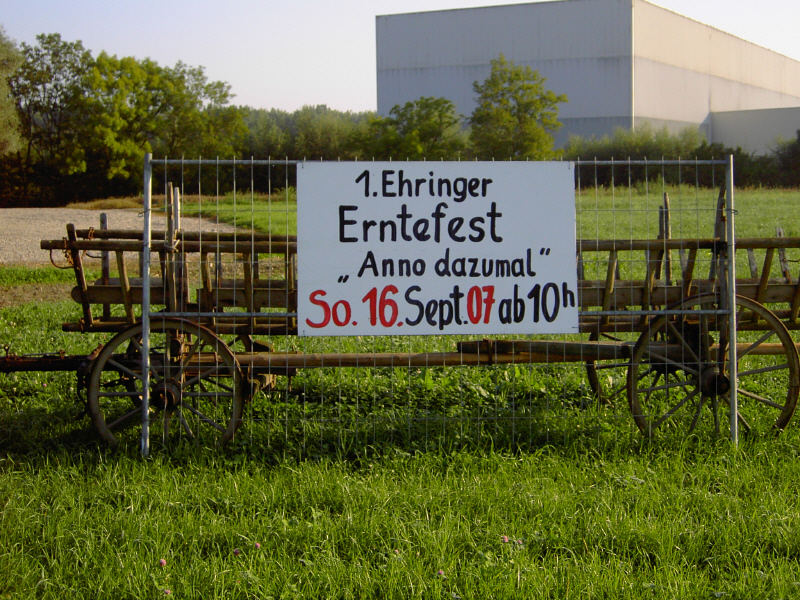 1. Ehringer
Erntefest
„Anno dazumal"
So. 16. Sept. 07 ab 10h